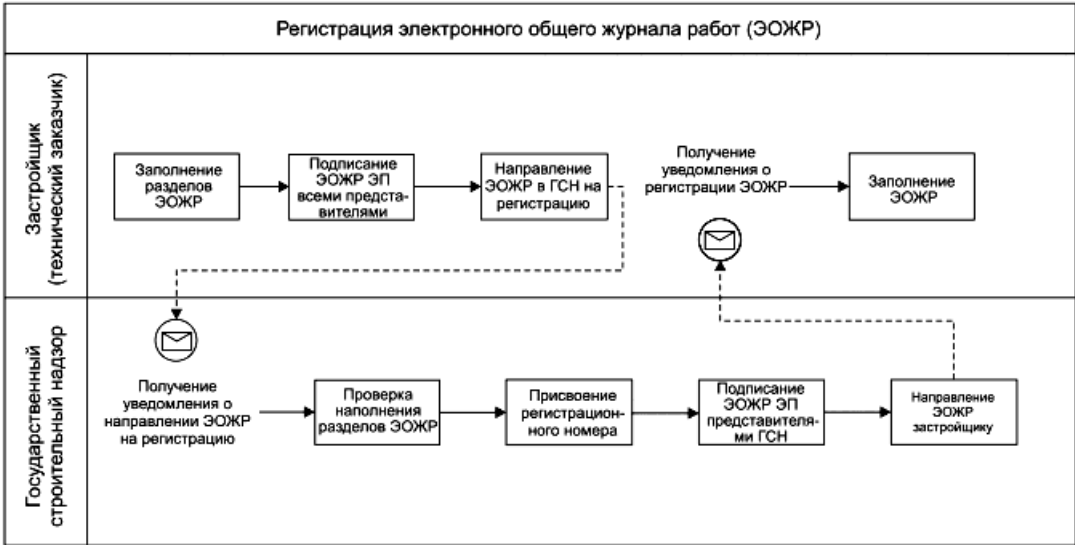 Регистрация электронного общего журнала работ (ЭОЖР)
Застройщик
(технический заказчик)
Заполнение
разделов
ЭОЖР
Подписание
ЭОЖР ЭП
всеми предста-
вителями
Направление
ЭОЖР в ГСН на
регистрацию
Получение
уведомления о
регистрации ЭОЖР
Заполнение
ЭОЖР
Государственный
строительный надзор
Получение
уведомления о
направлении ЭОЖР
на регистрацию
Проверка
наполнения
разделов ЭОЖР
Присвоение
регистрацион-
ного номера
Подписание
ЭОЖР ЭП
представителя-
ми ГСН
Направление
ЭОЖР
застройщику